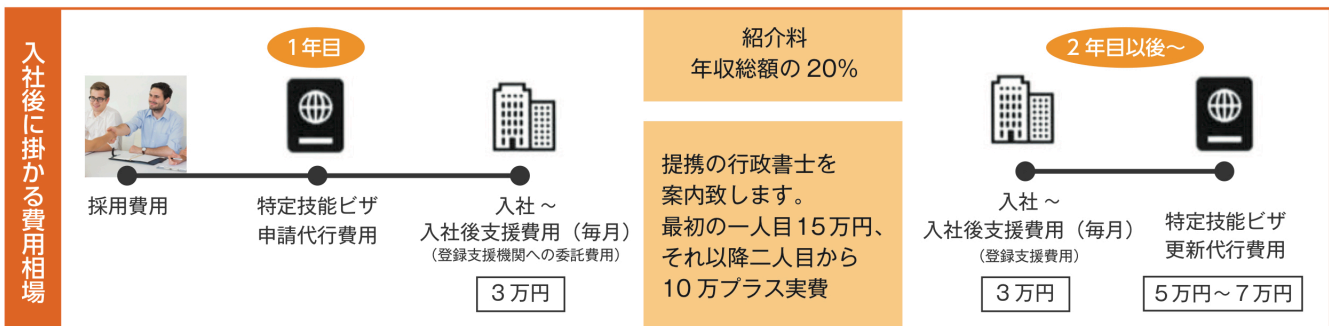 入社後に掛かる費用相場
1年目
採用費用
特定技能ビザ
申請代行費用
入社～
入社後支援費用（毎月）
（登録支援機関への委託費用）
３万円
紹介料
年収総額の20％
提携の行政書士を
案内致します。
最初の一人目15万円、
それ以降二人目から
10万プラス実費
2年目以後～
入社～
入社後支援費用（毎月）
（登録支援費用）
３万円
特定技能ビザ
更新代行費用
５万円～７万円